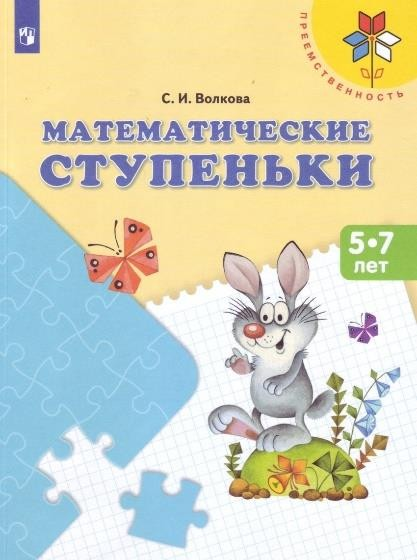 ПРЕЕМСТВЕННОСТЬ
С. И. Волкова
МАТЕМАТИЧЕСКИЕ
СТУПЕНЬКИ
5•7
лет